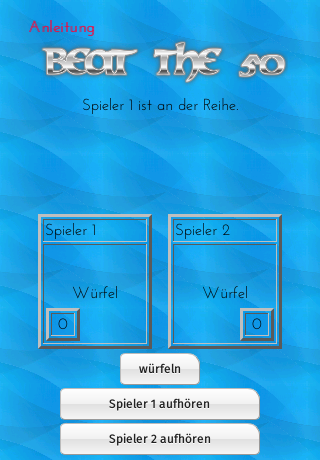 Anleitung
BEAT THE 50
Spieler 1 ist an der Reihe.
Spieler 1 Spieler 2
Würfel Würfel
0 0
würfeln
Spieler 1 aufhören
Spieler 2 aufhören